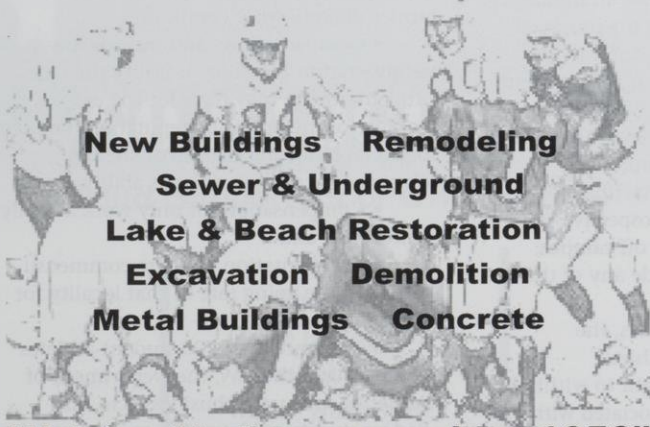 New Buildings Remodeling
Sewer & Underground
Lake & Beach Restoration
Excavation Demolition
Metal Buildings Concrete